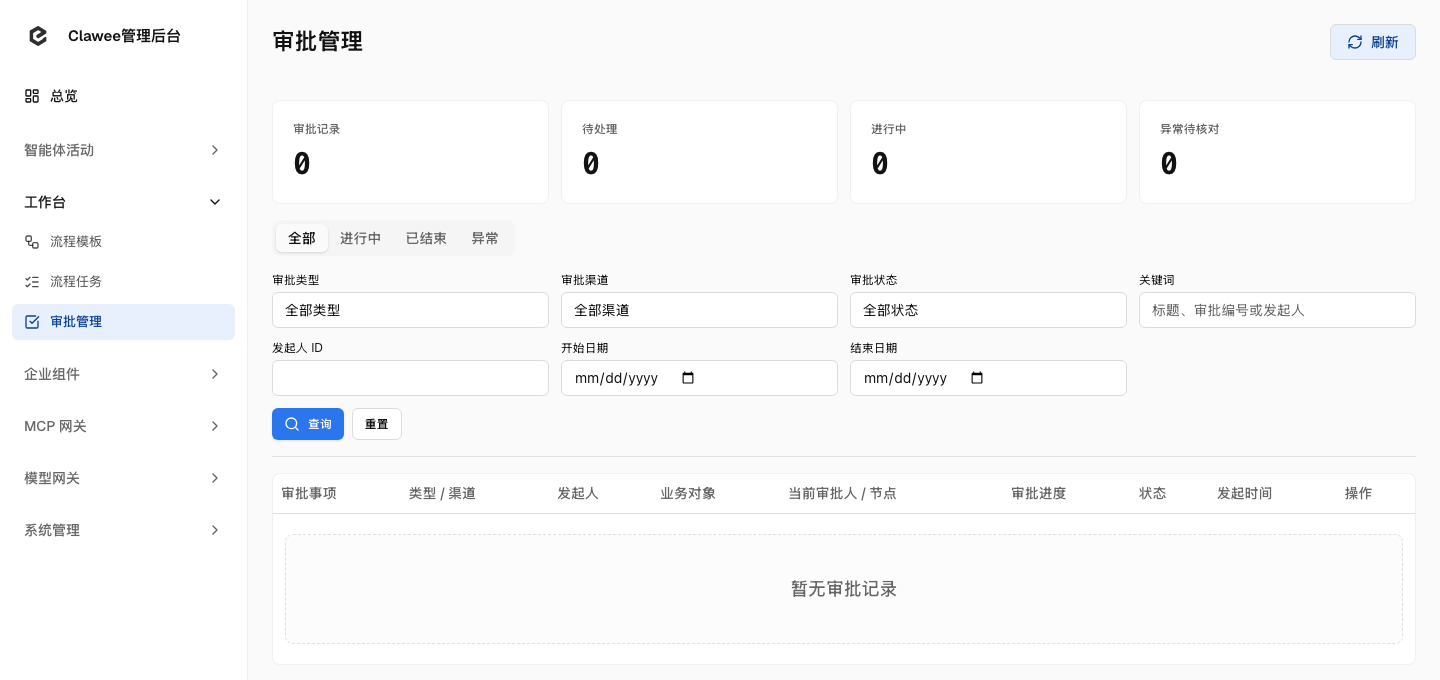 Clawee管理后台
总览
智能体活动
工作台
流程模板
流程任务
审批管理
企业组件
MCP 网关
模型网关
系统管理
审批管理
刷新
审批记录
0
待处理
0
进行中
0
异常待核对
0
全部 进行中 已结束 异常
审批类型
全部类型
审批渠道
全部渠道
审批状态
全部状态
关键词
标题、审批编号或发起人
发起人 ID
开始日期
mm/dd/yyyy
结束日期
mm/dd/yyyy
查询
重置
审批事项 类型 / 渠道 发起人 业务对象 当前审批人 / 节点 审批进度 状态 发起时间 操作
暂无审批记录